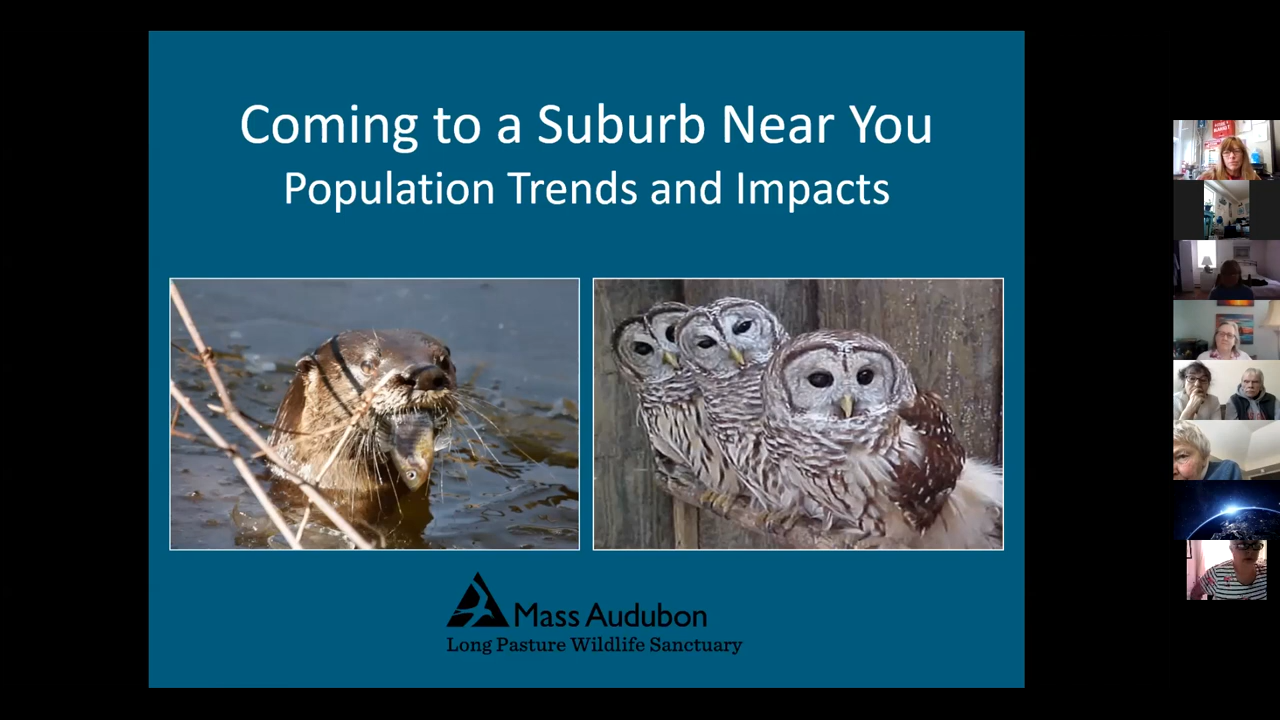 Coming to a Suburb Near You
Population Trends and Impacts
Mass Audubon
Long Pasture Wildlife Sanctuary